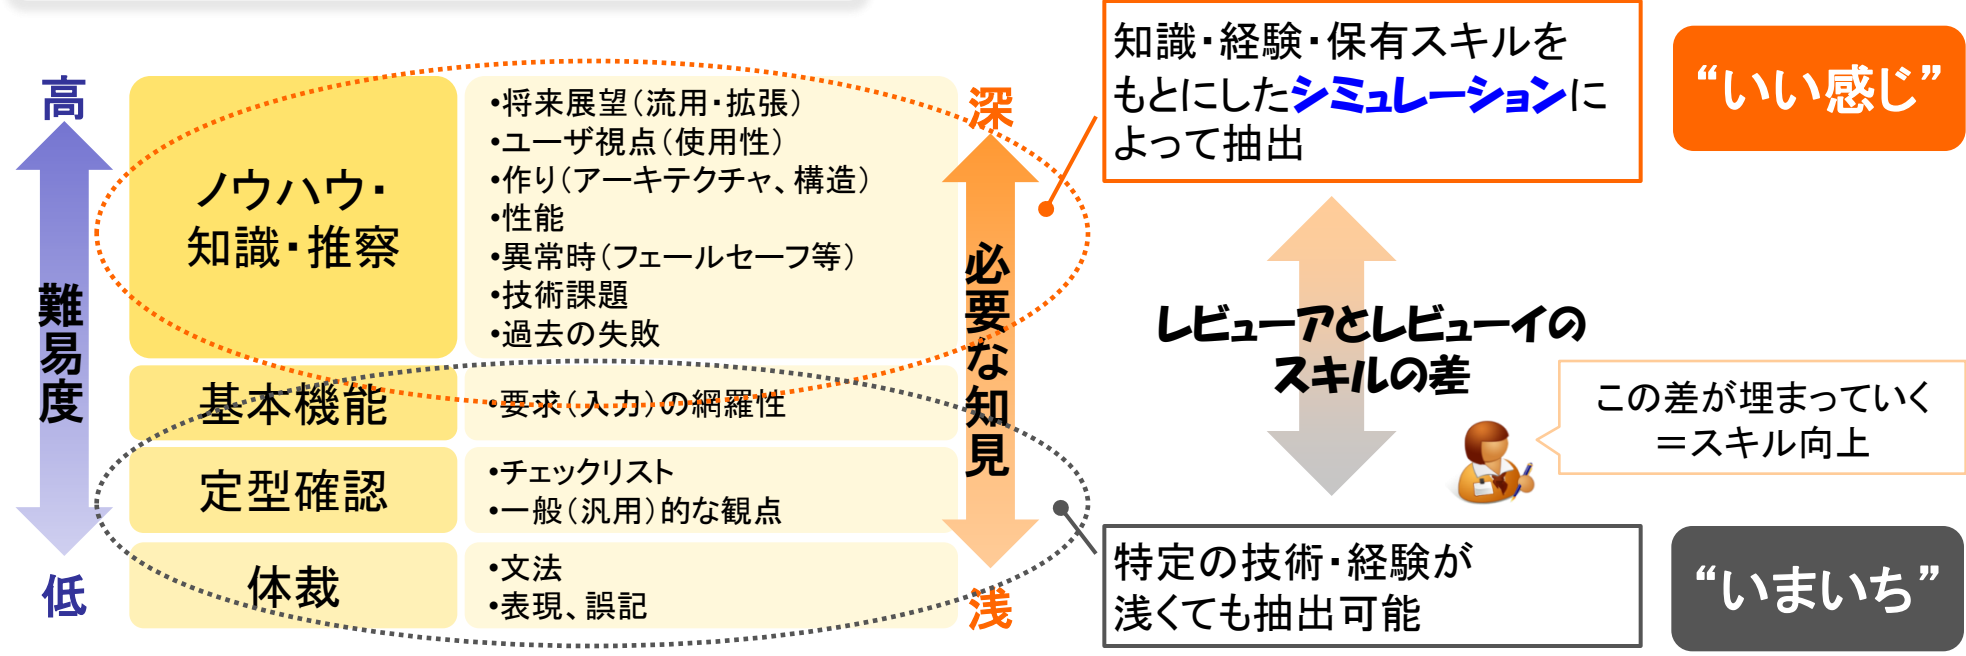 高
難易度
低
ノウハウ・
知識・推察
•将来展望(流用・拡張)
•ユーザ視点(使用性)
•作り(アーキテクチャ、構造)
•性能
•異常時(フェールセーフ等)
•技術課題
•過去の失敗
基本機能
•要求(入力)の網羅性
定型確認
•チェックリスト
•一般(汎用)的な観点
体裁
•文法
•表現、誤記
深
必要な知見
浅
知識・経験・保有スキルを
もとにしたシミュレーションに
よって抽出
“いい感じ”
レビューアとレビューイの
スキルの差
この差が埋まっていく
＝スキル向上
特定の技術・経験が
浅くても抽出可能
“いまいち”